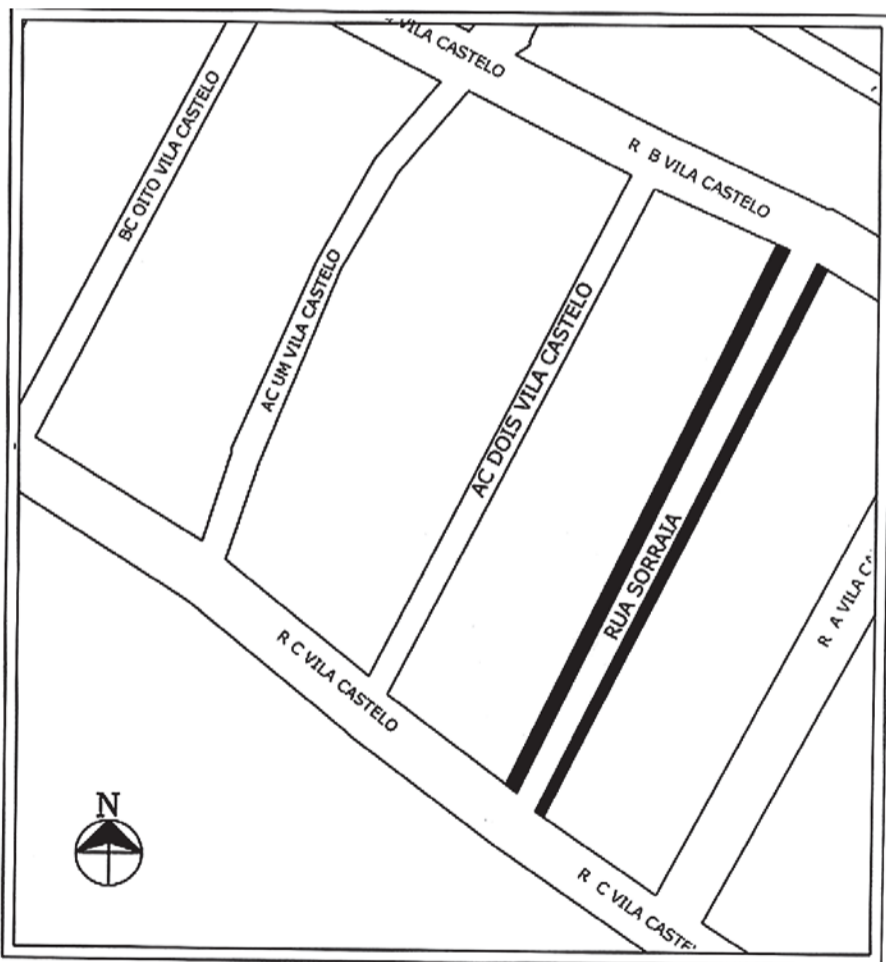 VILA CASTELO
R B VILA CASTELO
BC OITO VILA CASTELO
AC UM VILA CASTELO
AC DOIS VILA CASTELO
RUA SORRAIA
R A VILA
R C VILA CASTELO
R C VILA CASTE
N